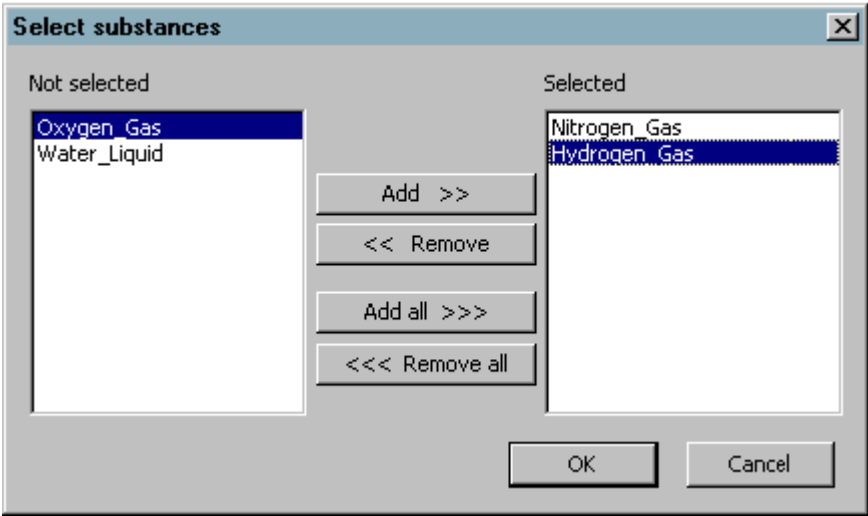 Select substances
Not selected
Selected
Oxygen_Gas
Water_Liquid
Nitrogen_Gas
Hydrogen_Gas
Add >>
<< Remove
Add all >>>
<<< Remove all
OK
Cancel